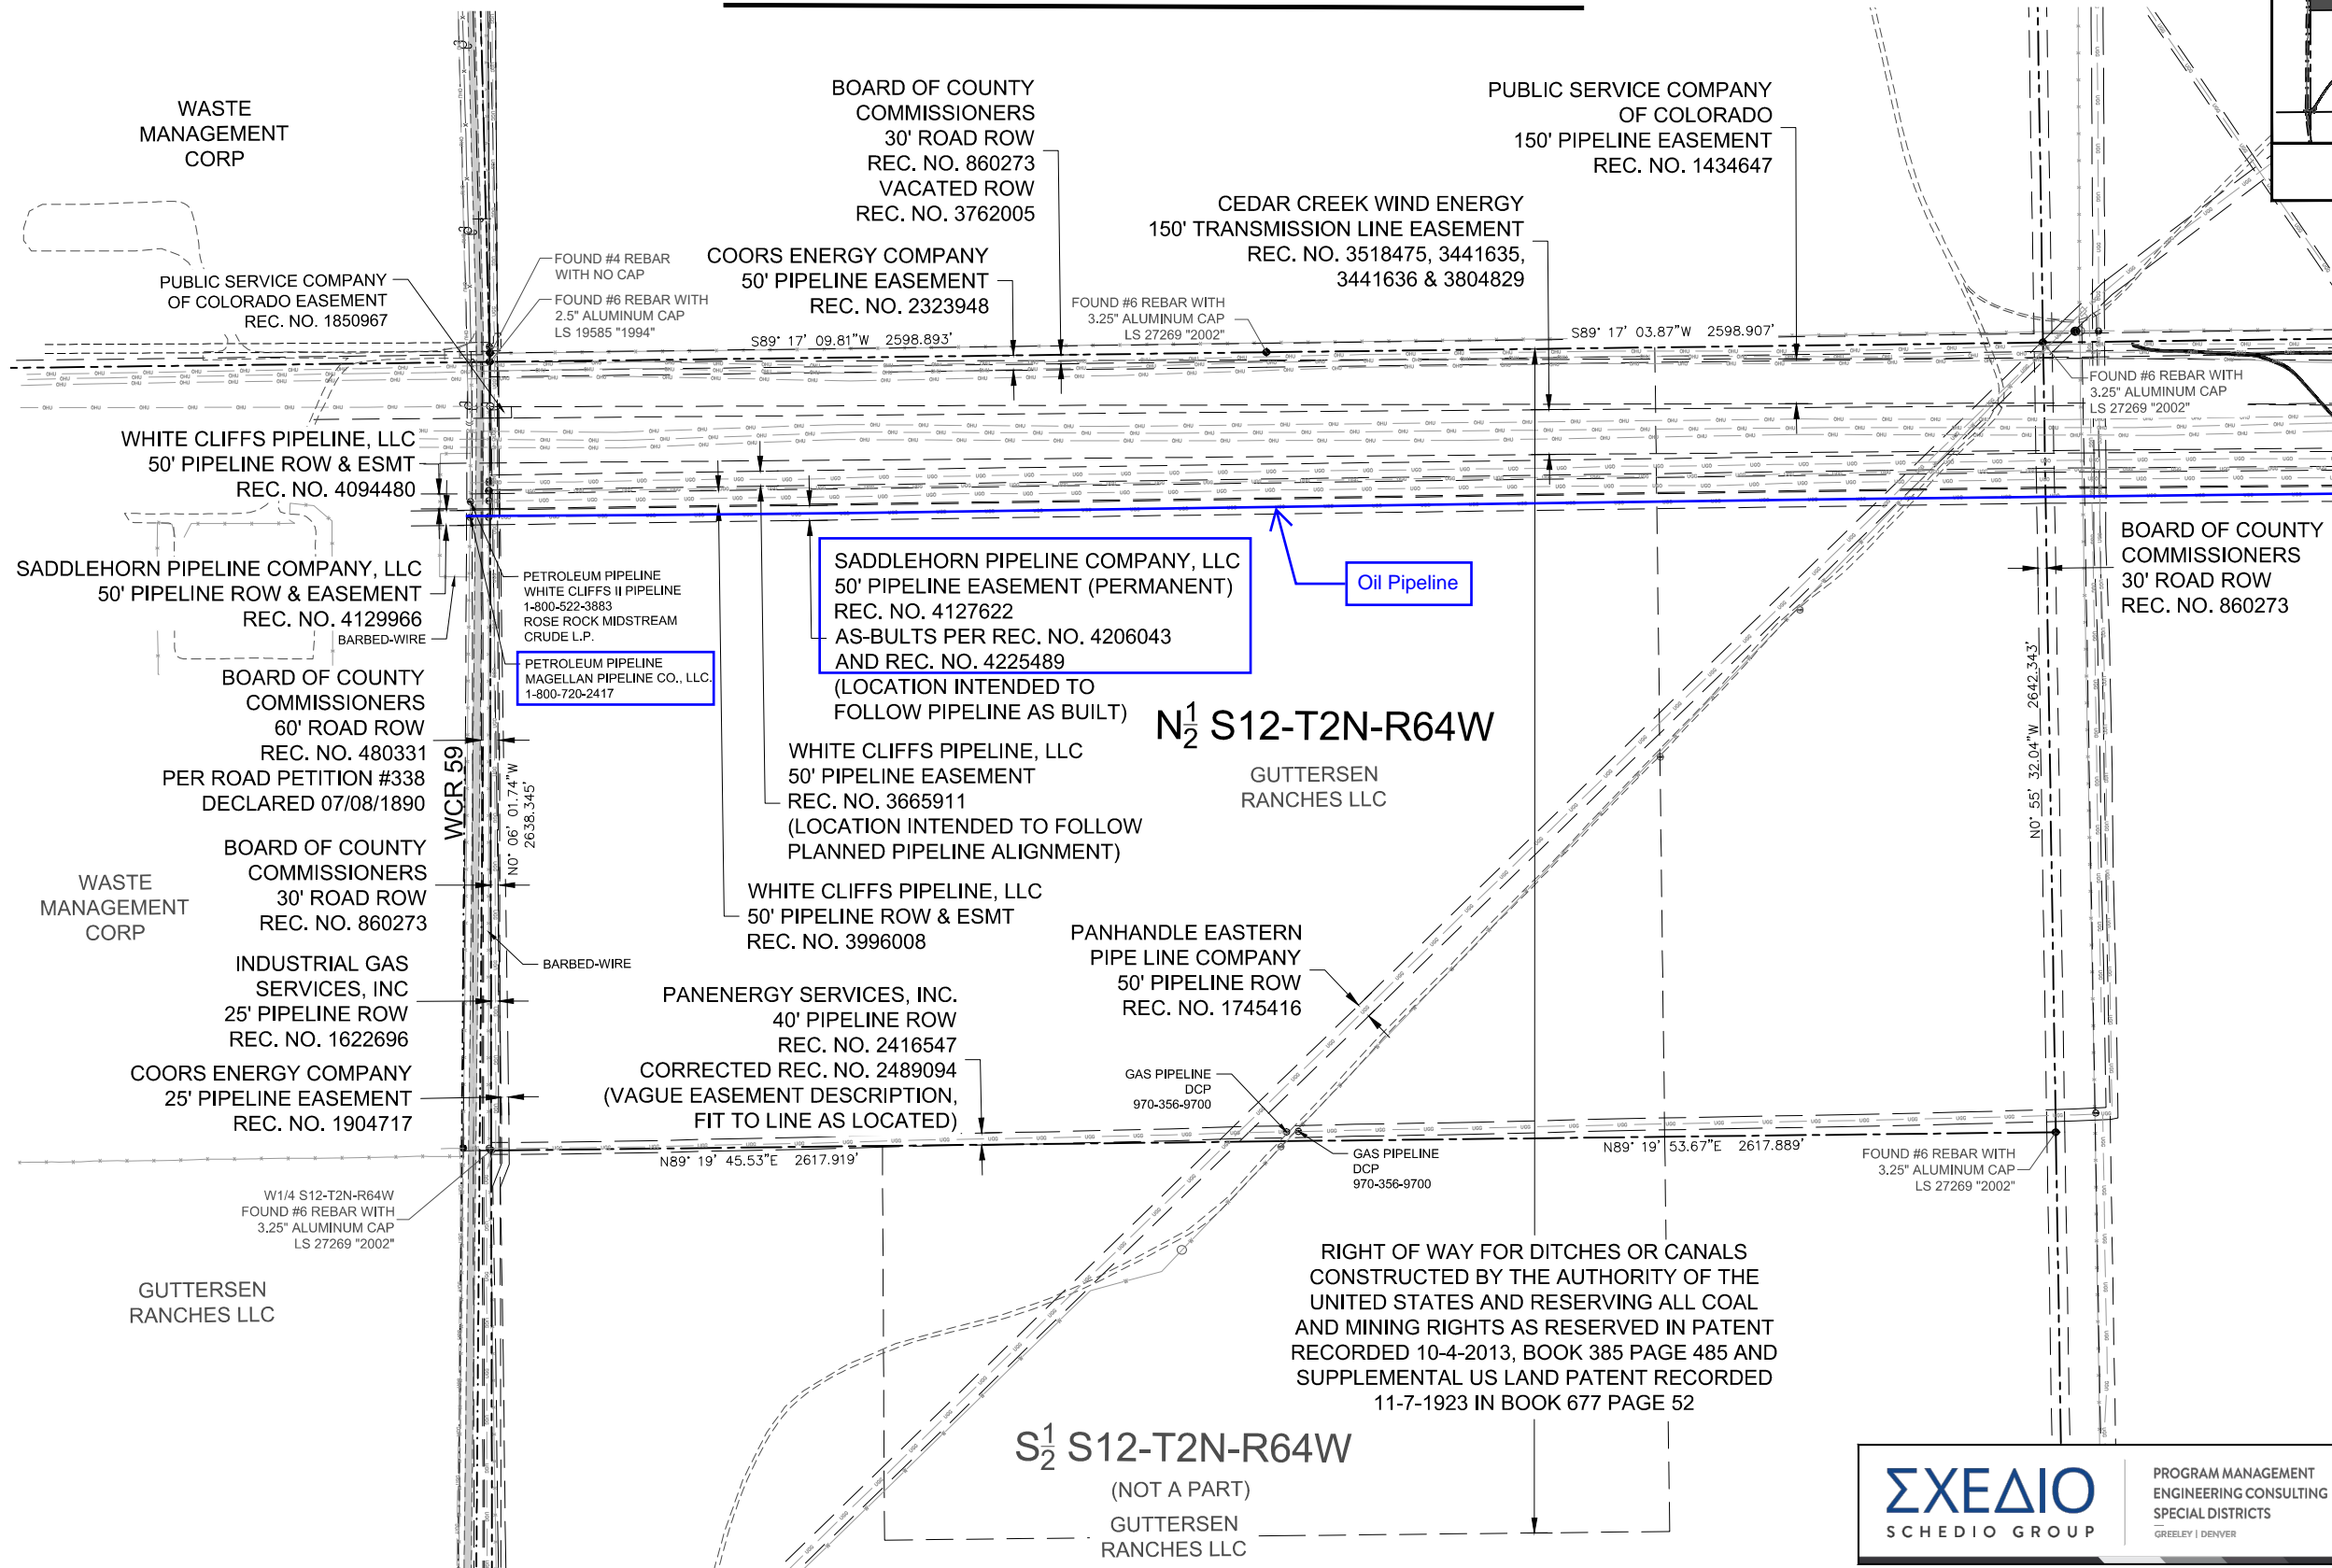 WASTE
MANAGEMENT
CORP
BOARD OF COUNTY
COMMISSIONERS
30' ROAD ROW
REC. NO. 860273
VACATED ROW
REC. NO. 3762005
PUBLIC SERVICE COMPANY
OF COLORADO
150' PIPELINE EASEMENT
REC. NO. 1434647
CEDAR CREEK WIND ENERGY
150' TRANSMISSION LINE EASEMENT
REC. NO. 3518475, 3441635,
3441636 & 3804829
PUBLIC SERVICE COMPANY
OF COLORADO EASEMENT
REC. NO. 1850967
FOUND #4 REBAR
WITH NO CAP
FOUND #6 REBAR WITH
2.5" ALUMINUM CAP
LS 19585 "1994"
COORS ENERGY COMPANY
50' PIPELINE EASEMENT
REC. NO. 2323948
FOUND #6 REBAR WITH
3.25" ALUMINUM CAP
LS 27269 "2002"
S89° 17' 09.81"W 2598.893'
S89° 17' 03.87"W 2598.907'
FOUND #6 REBAR WITH
3.25" ALUMINUM CAP
LS 27269 "2002"
WHITE CLIFFS PIPELINE, LLC
50' PIPELINE ROW & ESMT
REC. NO. 4094480
SADDLEHORN PIPELINE COMPANY, LLC
50' PIPELINE ROW & EASEMENT
REC. NO. 4129966
BARBED-WIRE
PETROLEUM PIPELINE
WHITE CLIFFS II PIPELINE
1-800-522-3883
ROSE ROCK MIDSTREAM
CRUDE L.P.
PETROLEUM PIPELINE
MAGELLAN PIPELINE CO., LLC.
1-800-720-2417
SADDLEHORN PIPELINE COMPANY, LLC
50' PIPELINE EASEMENT (PERMANENT)
REC. NO. 4127622
AS-BULTS PER REC. NO. 4206043
AND REC. NO. 4225489
(LOCATION INTENDED TO
FOLLOW PIPELINE AS BUILT)
Oil Pipeline
BOARD OF COUNTY
COMMISSIONERS
30' ROAD ROW
REC. NO. 860273
BOARD OF COUNTY
COMMISSIONERS
60' ROAD ROW
REC. NO. 480331
PER ROAD PETITION #338
DECLARED 07/08/1890
WCR 59
N0° 06' 01.74"W
2638.345'
N½ S12-T2N-R64W
GUTTERSEN
RANCHES LLC
N0° 55' 32.04"W 2642.343'
WHITE CLIFFS PIPELINE, LLC
50' PIPELINE EASEMENT
REC. NO. 3665911
(LOCATION INTENDED TO FOLLOW
PLANNED PIPELINE ALIGNMENT)
WASTE
MANAGEMENT
CORP
BOARD OF COUNTY
COMMISSIONERS
30' ROAD ROW
REC. NO. 860273
WHITE CLIFFS PIPELINE, LLC
50' PIPELINE ROW & ESMT
REC. NO. 3996008
BARBED-WIRE
INDUSTRIAL GAS
SERVICES, INC
25' PIPELINE ROW
REC. NO. 1622696
PANHANDLE EASTERN
PIPE LINE COMPANY
50' PIPELINE ROW
REC. NO. 1745416
PANENERGY SERVICES, INC.
40' PIPELINE ROW
REC. NO. 2416547
CORRECTED REC. NO. 2489094
(VAGUE EASEMENT DESCRIPTION,
FIT TO LINE AS LOCATED)
COORS ENERGY COMPANY
25' PIPELINE EASEMENT
REC. NO. 1904717
GAS PIPELINE
DCP
970-356-9700
GAS PIPELINE
DCP
970-356-9700
N89° 19' 45.53"E 2617.919'
N89° 19' 53.67"E 2617.889'
FOUND #6 REBAR WITH
3.25" ALUMINUM CAP
LS 27269 "2002"
W1/4 S12-T2N-R64W
FOUND #6 REBAR WITH
3.25" ALUMINUM CAP
LS 27269 "2002"
GUTTERSEN
RANCHES LLC
RIGHT OF WAY FOR DITCHES OR CANALS
CONSTRUCTED BY THE AUTHORITY OF THE
UNITED STATES AND RESERVING ALL COAL
AND MINING RIGHTS AS RESERVED IN PATENT
RECORDED 10-4-2013, BOOK 385 PAGE 485 AND
SUPPLEMENTAL US LAND PATENT RECORDED
11-7-1923 IN BOOK 677 PAGE 52
S½ S12-T2N-R64W
(NOT A PART)
GUTTERSEN
RANCHES LLC
ΣΧΕΔΙΟ
SCHEDIO GROUP
PROGRAM MANAGEMENT
ENGINEERING CONSULTING
SPECIAL DISTRICTS
GREELEY | DENVER